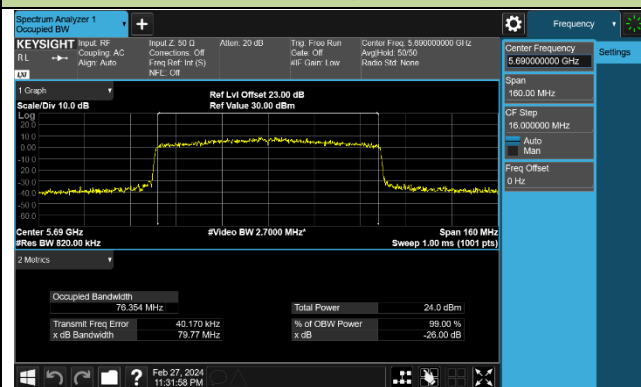 Spectrum Analyzer 1
Occupied BW
Frequency
KEYSIGHT
Input: RF
Coupling: AC
Align: Auto
Input Z: 50 Ω
Corrections: Off
Freq Ref: Int (S)
NFE: Off
Atten: 20 dB
Trig: Free Run
Gate: Off
#IF Gain: Low
Center Freq: 5.690000000 GHz
Avg|Hold: 50/50
Radio Std: None
RL
LXI
Center Frequency
5.690000000 GHz
Settings
Span
160.00 MHz
CF Step
16.000000 MHz
Auto
Man
Freq Offset
0 Hz
1 Graph
Scale/Div 10.0 dB
Ref Lvl Offset 23.00 dB
Ref Value 30.00 dBm
Log
20.0
10.0
0.00
-10.0
-20.0
-30.0
-40.0
-50.0
-60.0
Center 5.69 GHz
#Res BW 820.00 kHz
#Video BW 2.7000 MHz*
Span 160 MHz
Sweep 1.00 ms (1001 pts)
2 Metrics
Occupied Bandwidth
76.354 MHz
Total Power 24.0 dBm
Transmit Freq Error 40.170 kHz
% of OBW Power 99.00 %
x dB Bandwidth 79.77 MHz
x dB -26.00 dB
Feb 27, 2024
11:31:58 PM